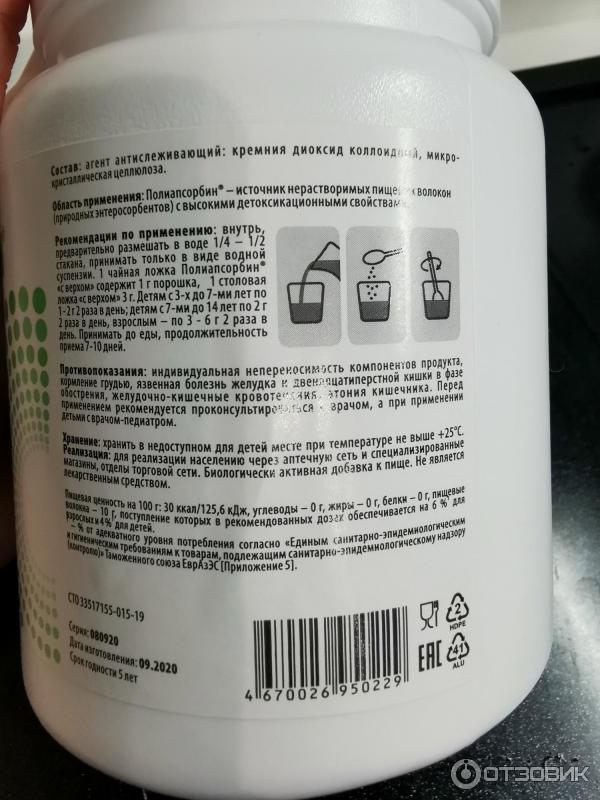 Состав: агент антислеживающий: кремния диоксид коллоидный, микро-
кристаллическая целлюлоза.
Область применения: Полиапсорбин® – источник нерастворимых пищевых волокон
(природных энтеросорбентов) с высокими детоксикационными свойствами.
Рекомендации по применению: внутрь,
предварительно размешать в воде 1/4 – 1/2
стакана, принимать только в виде водной
суспензии. 1 чайная ложка Полиапсорбин®
«с верхом» содержит 1 г порошка, 1 столовая
ложка «с верхом» 3 г. Детям с 3-х до 7-ми лет по
1-2 г 2 раза в день; детям с 7-ми до 14 лет по 2 г
2 раза в день, взрослым – по 3 - 6 г 2 раза в
день. Принимать до еды, продолжительность
приема 7-10 дней.
Противопоказания: индивидуальная непереносимость компонентов продукта,
кормление грудью, язвенная болезнь желудка и двенадцатиперстной кишки в фазе
обострения, желудочно-кишечные кровотечения, атония кишечника. Перед
применением рекомендуется проконсультироваться с врачом, а при применении
детьми с врачом-педиатром.
Хранение: хранить в недоступном для детей месте при температуре не выше +25°С.
Реализация: для реализации населению через аптечную сеть и специализированные
магазины, отделы торговой сети. Биологически активная добавка к пище. Не является
лекарственным средством.
Пищевая ценность на 100 г: 30 ккал/125,6 кДж, углеводы – 0 г, жиры – 0 г, белки – 0 г, пищевые
волокна – 10 г, поступление которых в рекомендованных дозах обеспечивается на 6 %* для
взрослых и 4 %* для детей.
* – % от адекватного уровня потребления согласно «Единым санитарно-эпидемиологическим
и гигиеническим требованиям к товарам, подлежащим санитарно-эпидемиологическому надзору
(контролю)» Таможенного союза ЕврАзЭС [Приложение 5].
СТО 33517155-015-19
Серия: 080920
Дата изготовления: 09.2020
Срок годности 5 лет
4 670026 950229
2
HDPE
EAC
41
ALU
ОТЗОВИК